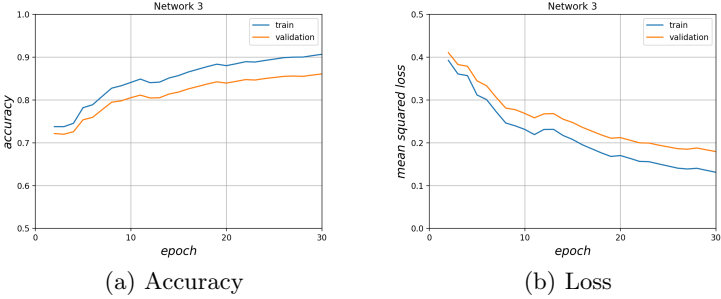 Network 3
accuracy
1.0
0.9
0.8
0.7
0.6
0.5
0
10
20
30
epoch
train
validation
(a) Accuracy
Network 3
mean squared loss
0.5
0.4
0.3
0.2
0.1
0.0
0
10
20
30
epoch
train
validation
(b) Loss